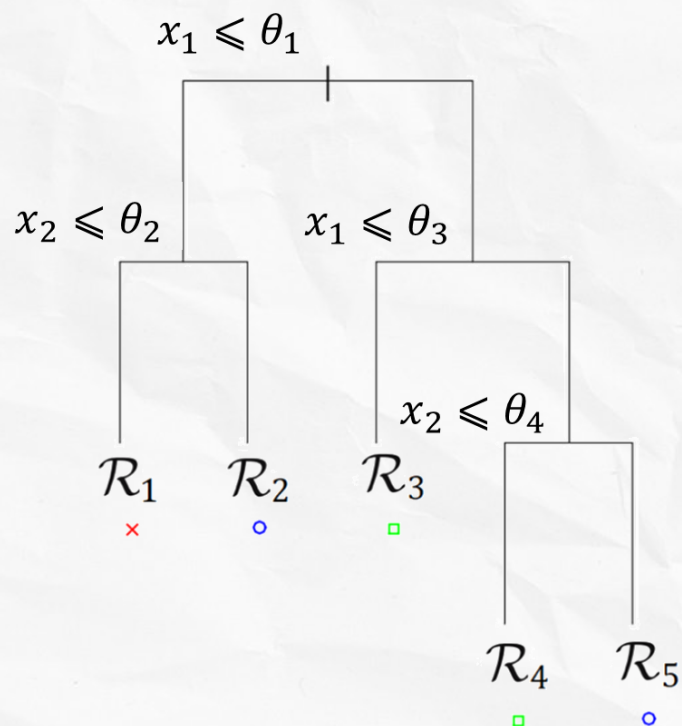 x₁ ⩽ θ₁
x₂ ⩽ θ₂
x₁ ⩽ θ₃
x₂ ⩽ θ₄
ℛ₁
ℛ₂
ℛ₃
ℛ₄
ℛ₅